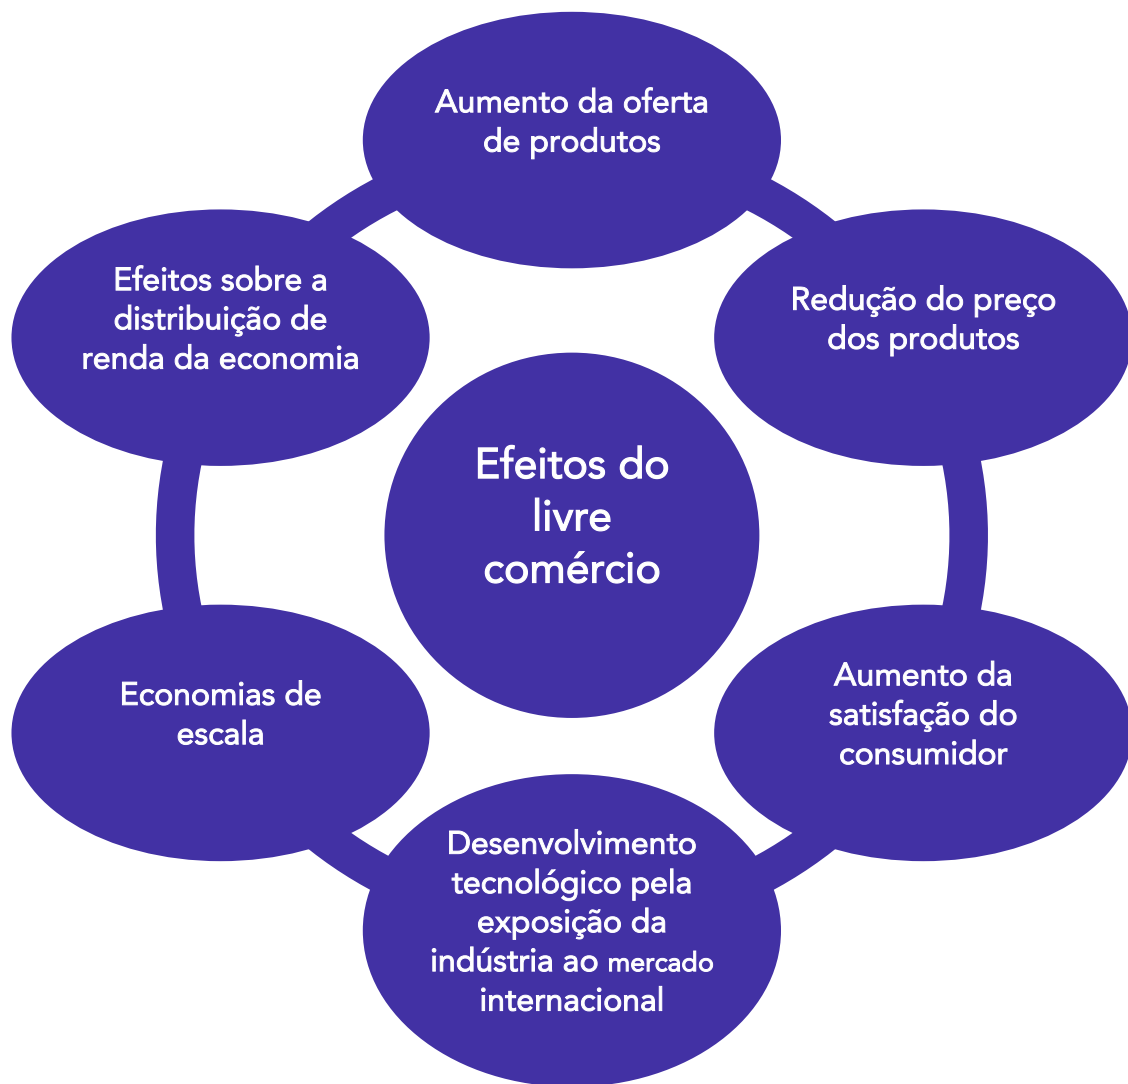 Aumento da oferta
de produtos
Redução do preço
dos produtos
Aumento da
satisfação do
consumidor
Desenvolvimento
tecnológico pela
exposição da
indústria ao mercado
internacional
Economias de
escala
Efeitos sobre a
distribuição de
renda da economia
Efeitos do
livre
comércio